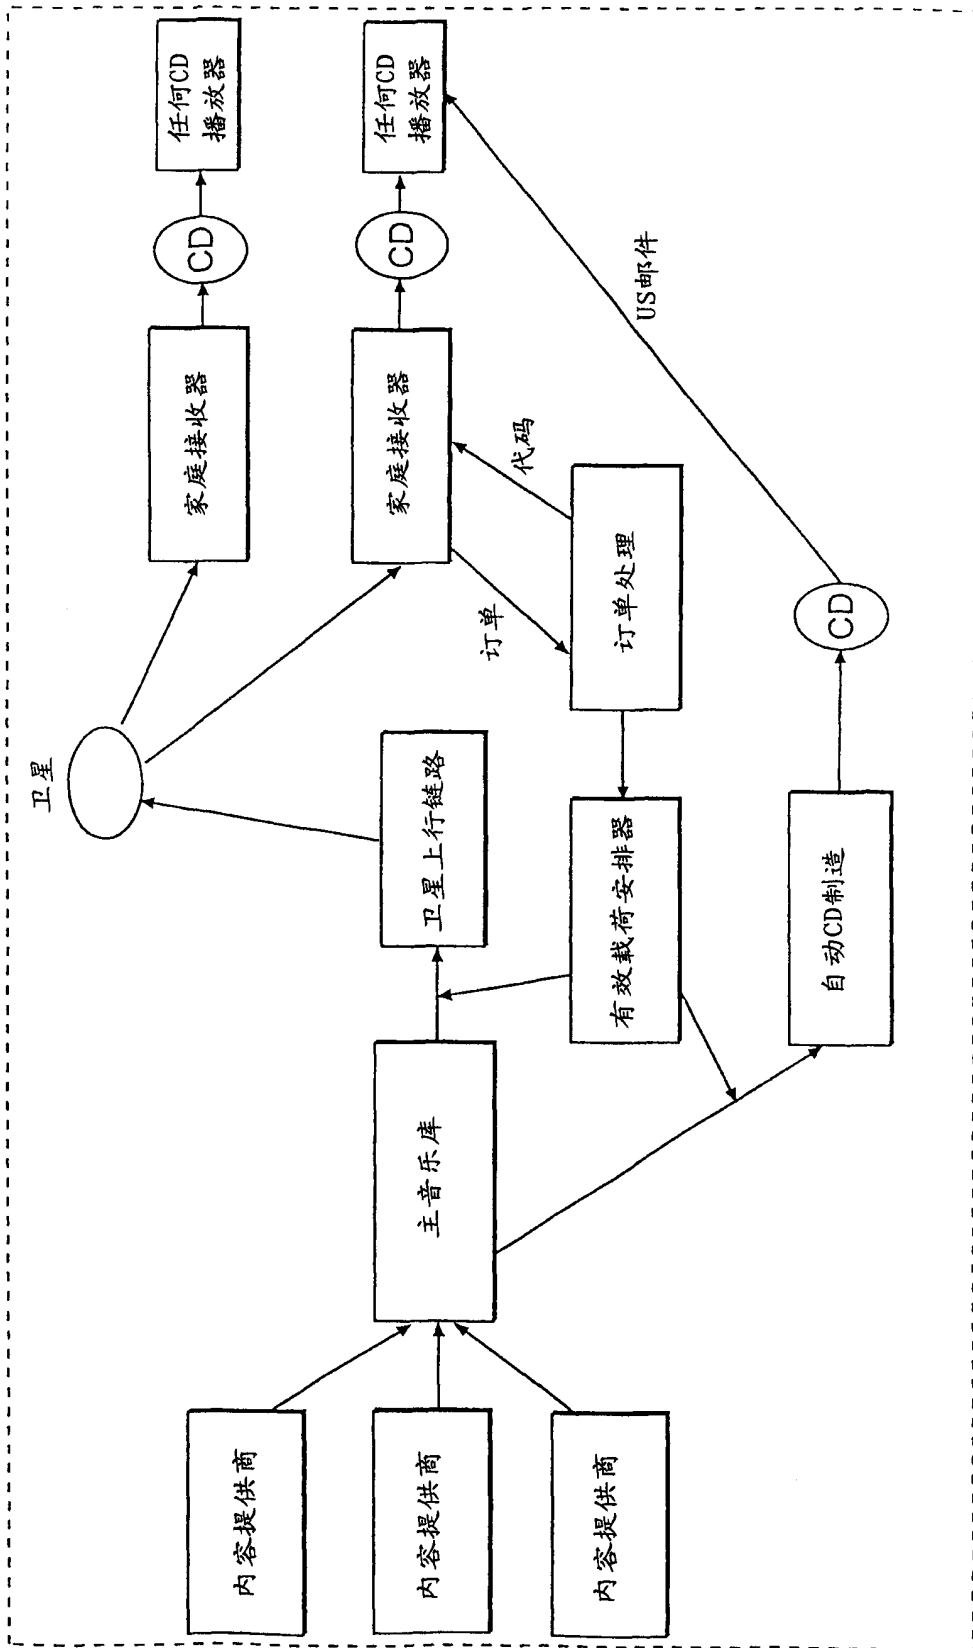 内容提供商
内容提供商
内容提供商
主音乐库
卫星上行链路
卫星
有效载荷安排器
自动CD制造
订单处理
订单
代码
家庭接收器
家庭接收器
CD
CD
CD
US邮件
任何CD
播放器
任何CD
播放器